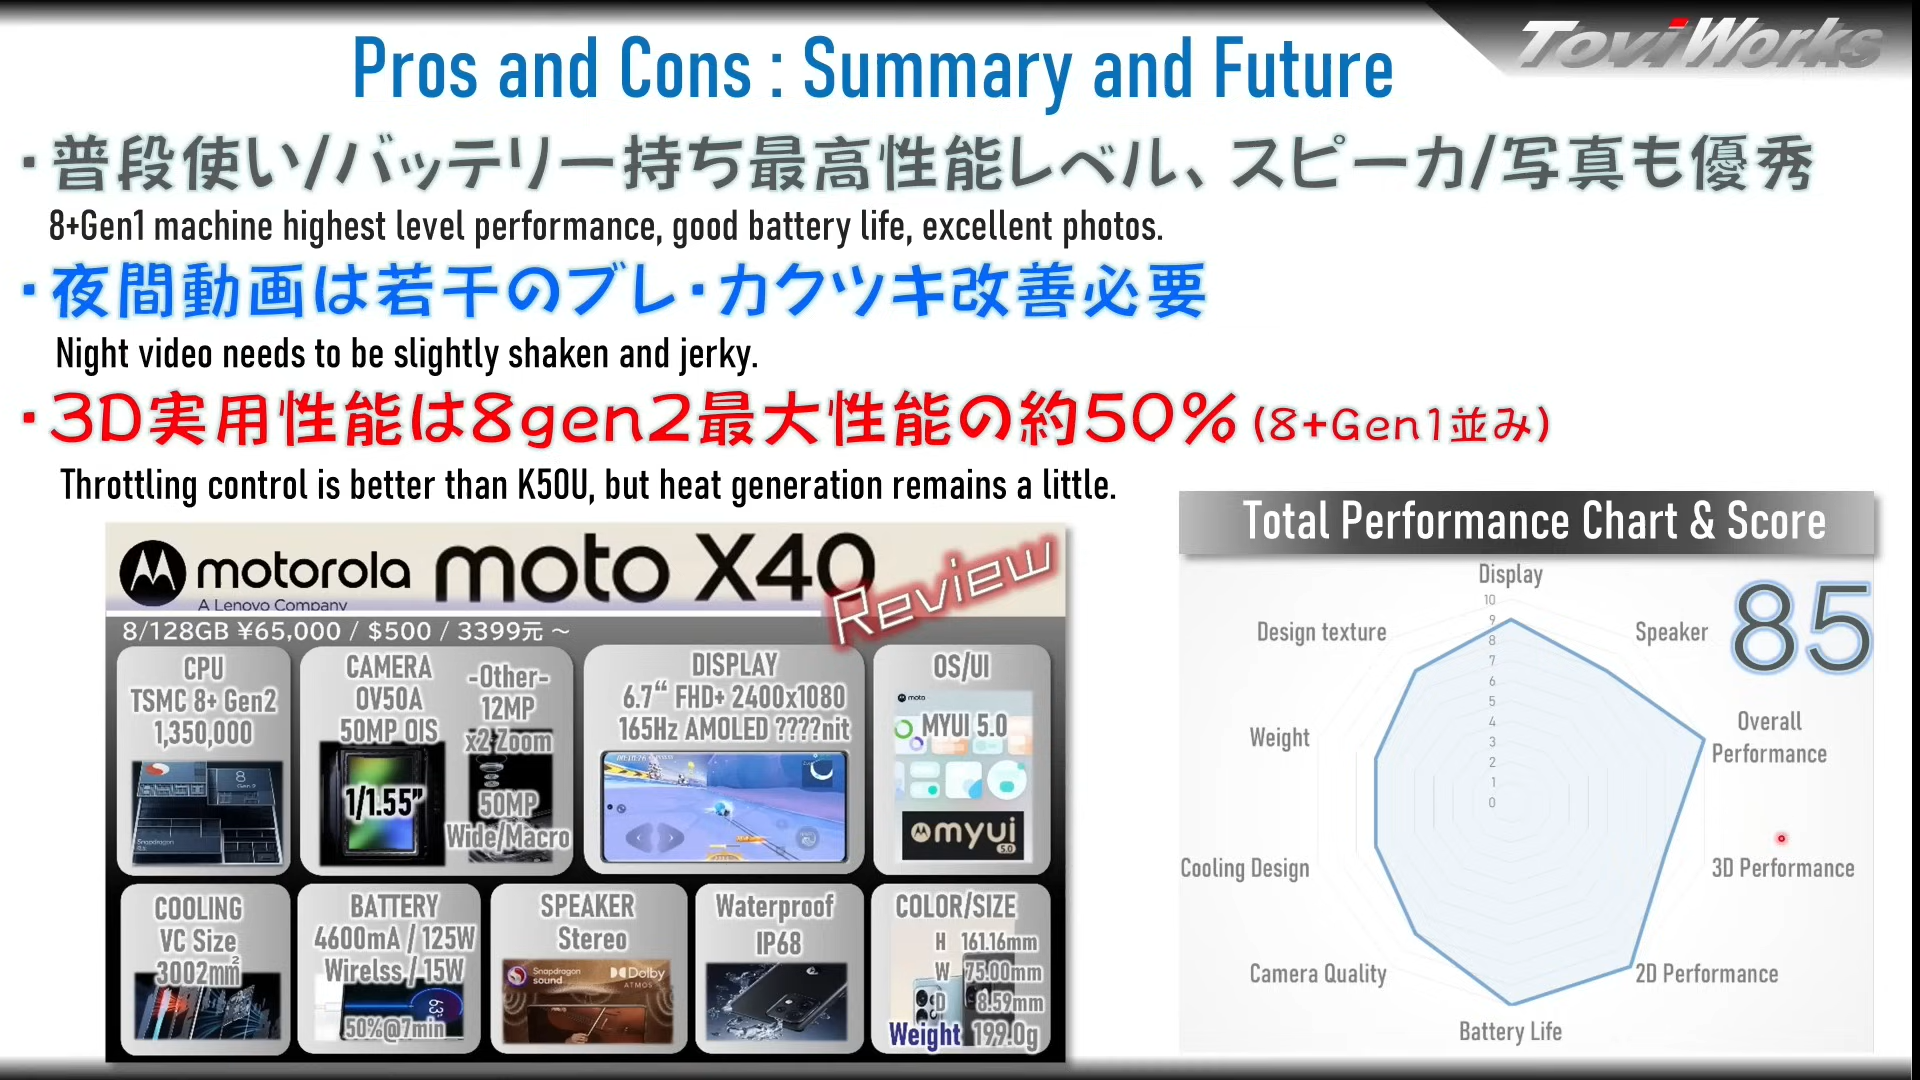 Pros and Cons : Summary and Future
ToviWorks
・普段使い/バッテリー持ち最高性能レベル、スピーカ/写真も優秀
8+Gen1 machine highest level performance, good battery life, excellent photos.
・夜間動画は若干のブレ・カクツキ改善必要
Night video needs to be slightly shaken and jerky.
・3D実用性能は8gen2最大性能の約50% (8+Gen1並み)
Throttling control is better than K50U, but heat generation remains a little.
motorola
A Lenovo Company
moto X40
Review
8/128GB ¥65,000 / $500 / 3399元 ~
CPU
TSMC 8+ Gen2
1,350,000
8
Snapdragon
CAMERA
OV50A
50MP OIS
1/1.55"
-Other-
12MP
x2 Zoom
50MP
Wide/Macro
DISPLAY
6.7“ FHD+ 2400x1080
165Hz AMOLED ????nit
OS/UI
moto
MYUI 5.0
myui
5.0
COOLING
VC Size
3002mm²
BATTERY
4600mA / 125W
Wirelss / 15W
50%@7min
SPEAKER
Stereo
Snapdragon
sound
Dolby
ATMOS
Waterproof
IP68
COLOR/SIZE
H 161.16mm
W 75.00mm
D 8.59mm
Weight 199.0g
Total Performance Chart & Score
85
Display
Speaker
Overall
Performance
3D Performance
2D Performance
Battery Life
Camera Quality
Cooling Design
Weight
Design texture
10
9
8
7
6
5
4
3
2
1
0